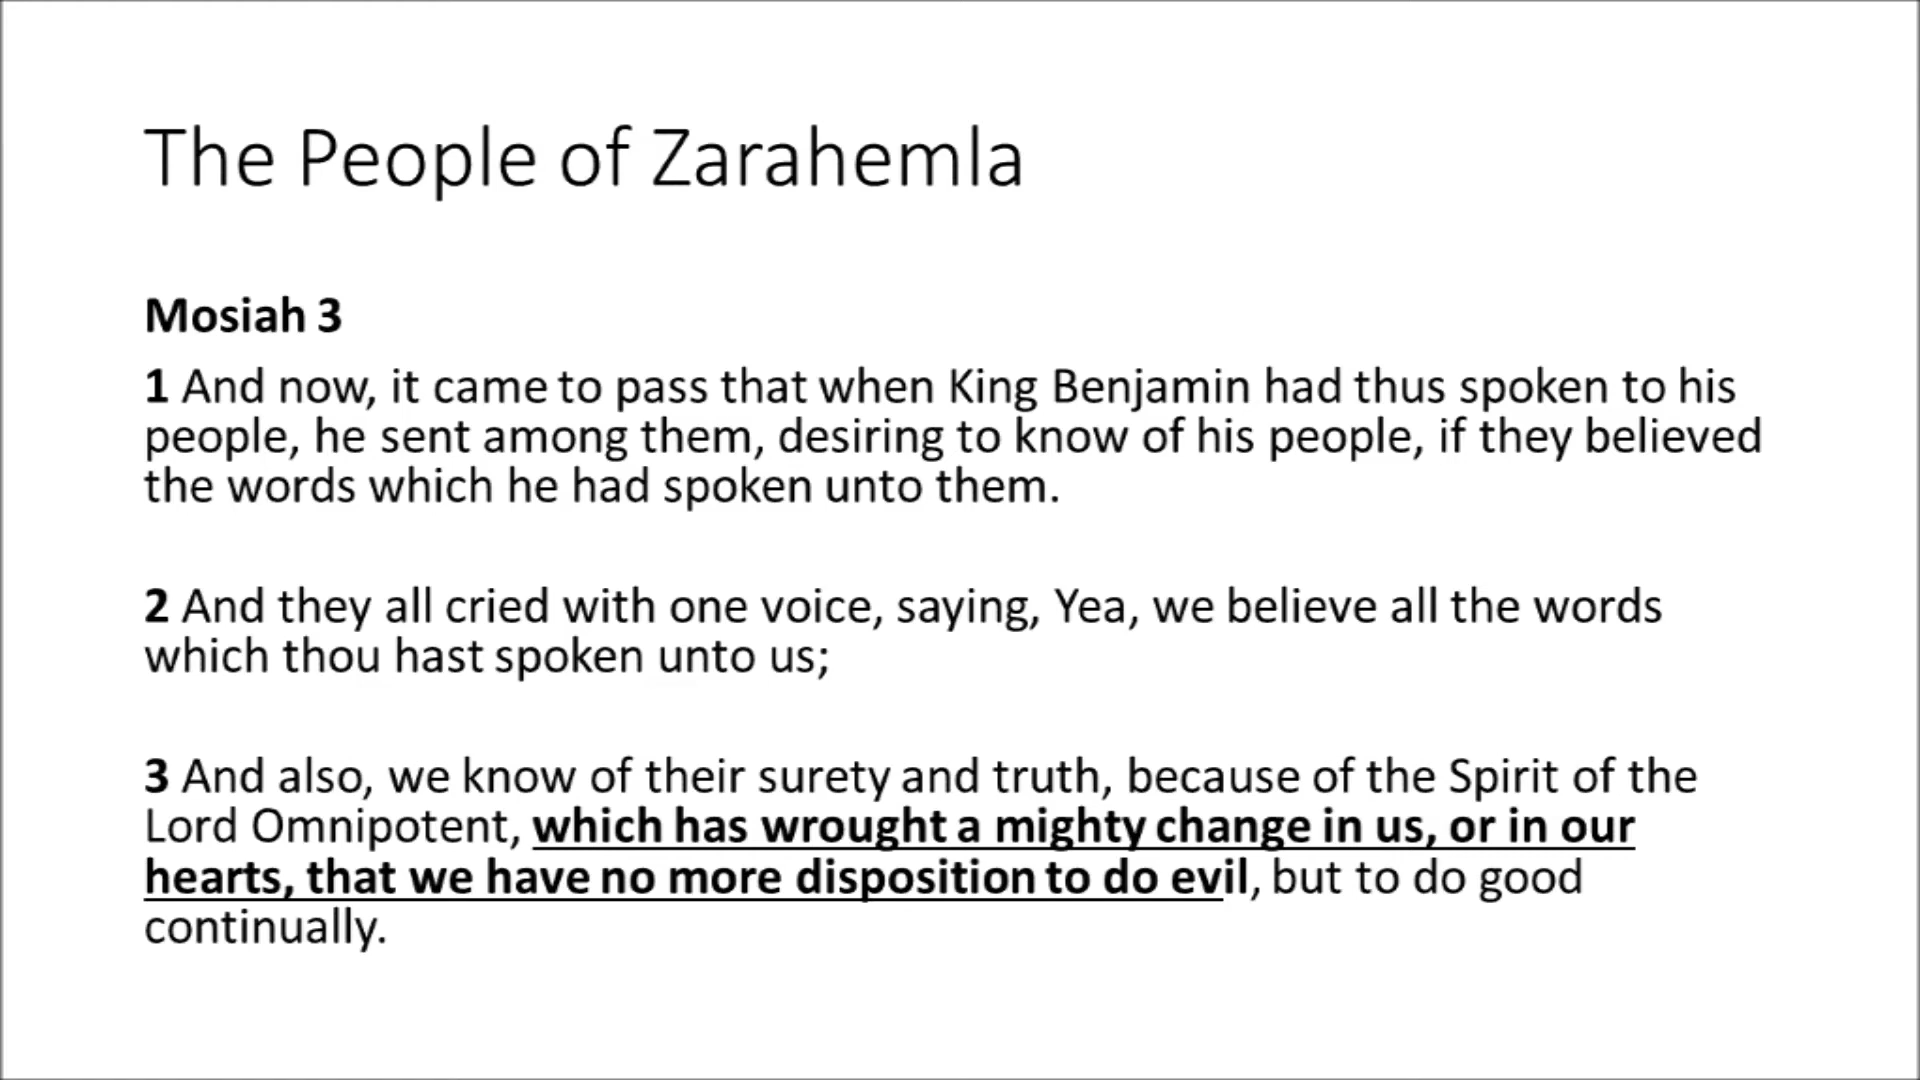 The People of Zarahemla
Mosiah 3
1 And now, it came to pass that when King Benjamin had thus spoken to his
people, he sent among them, desiring to know of his people, if they believed
the words which he had spoken unto them.
2 And they all cried with one voice, saying, Yea, we believe all the words
which thou hast spoken unto us;
3 And also, we know of their surety and truth, because of the Spirit of the
Lord Omnipotent, which has wrought a mighty change in us, or in our
hearts, that we have no more disposition to do evil, but to do good
continually.